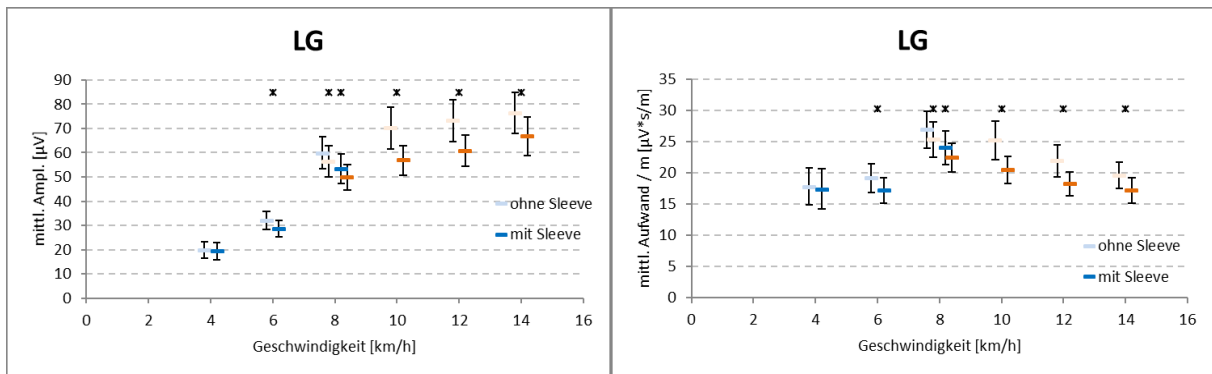 LG
mittl. Ampl. [µV]
90
80
70
60
50
40
30
20
10
0
ohne Sleeve
mit Sleeve
0 2 4 6 8 10 12 14 16
Geschwindigkeit [km/h]
LG
mittl. Aufwand / m [µV*s/m]
35
30
25
20
15
10
5
0
ohne Sleeve
mit Sleeve
0 2 4 6 8 10 12 14 16
Geschwindigkeit [km/h]